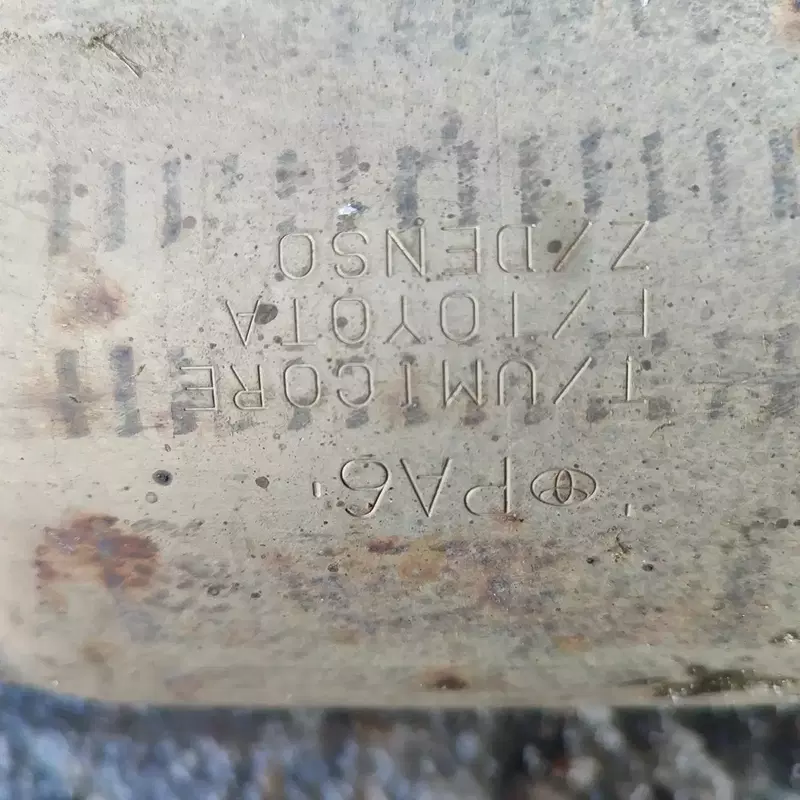 PA6
T/UMICORE
F/TOYOTA
Z/DENSO